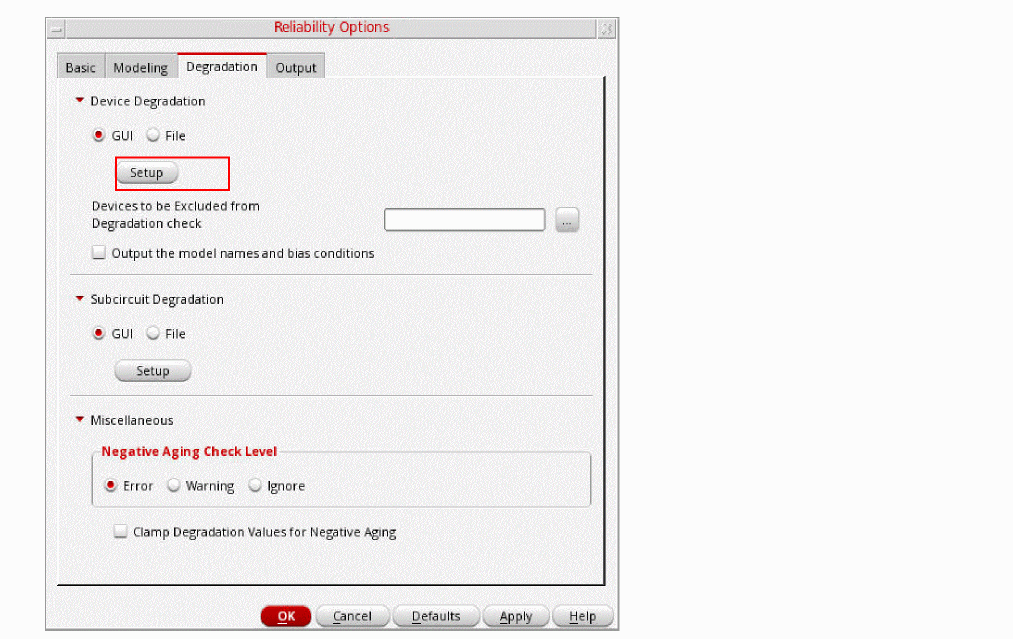 Reliability Options
Basic Modeling Degradation Output
Device Degradation
GUI File
Setup
Devices to be Excluded from
Degradation check
...
Output the model names and bias conditions
Subcircuit Degradation
GUI File
Setup
Miscellaneous
Negative Aging Check Level
Error Warning Ignore
Clamp Degradation Values for Negative Aging
OK Cancel Defaults Apply Help